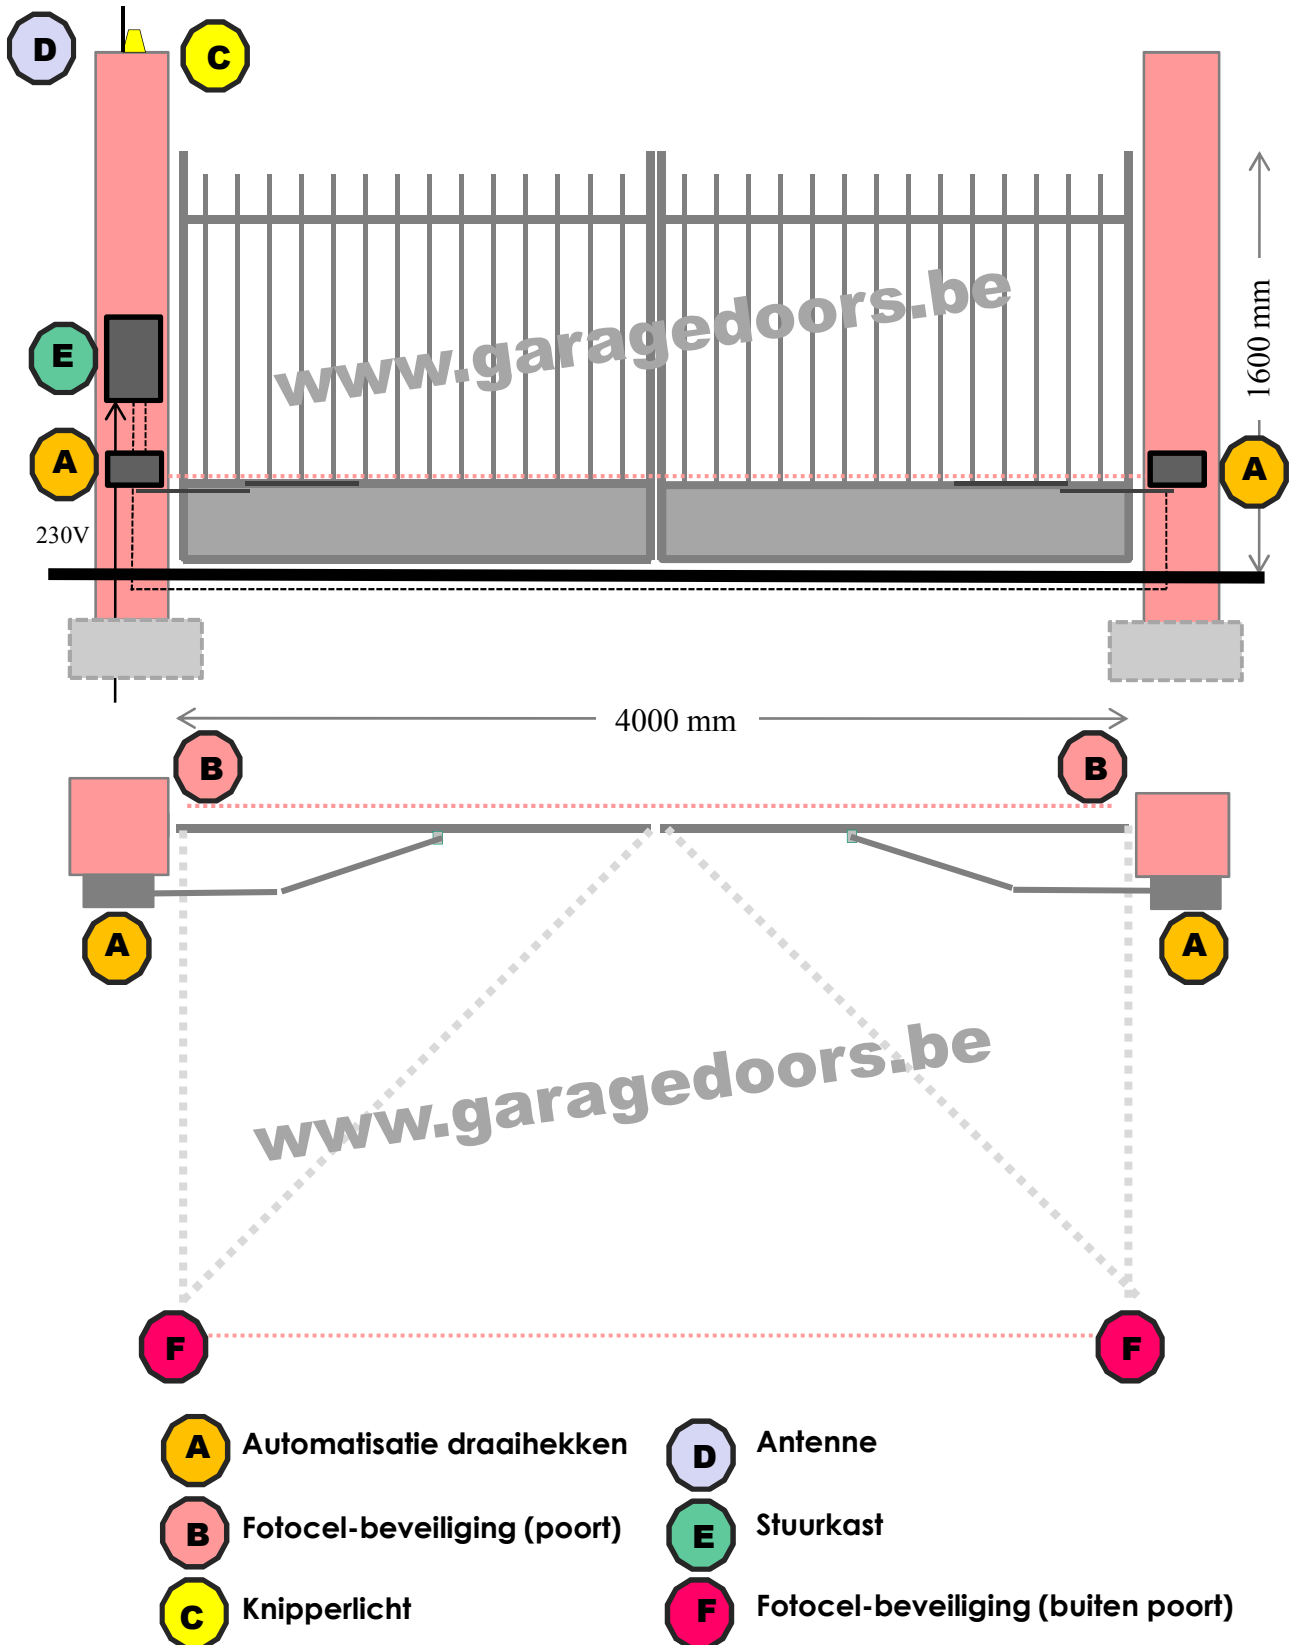 D
C
www.garagedoors.be
1600 mm
E
A
A
230V
4000 mm
B
B
A
A
www.garagedoors.be
F
F
A Automatisatie draaihekken
D Antenne
B Fotocel-beveiliging (poort)
E Stuurkast
C Knipperlicht
F Fotocel-beveiliging (buiten poort)